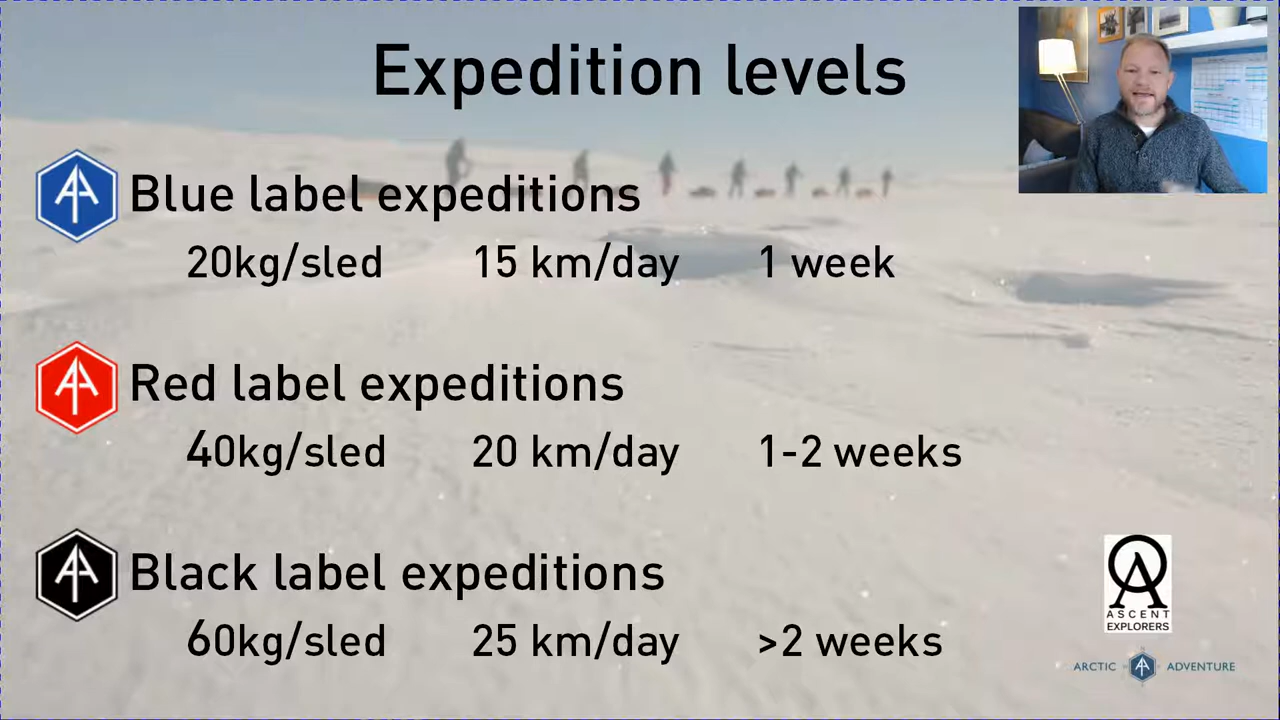 Expedition levels
Blue label expeditions
20kg/sled 15 km/day 1 week
Red label expeditions
40kg/sled 20 km/day 1-2 weeks
Black label expeditions
60kg/sled 25 km/day >2 weeks
ASCENT
EXPLORERS
ARCTIC ADVENTURE